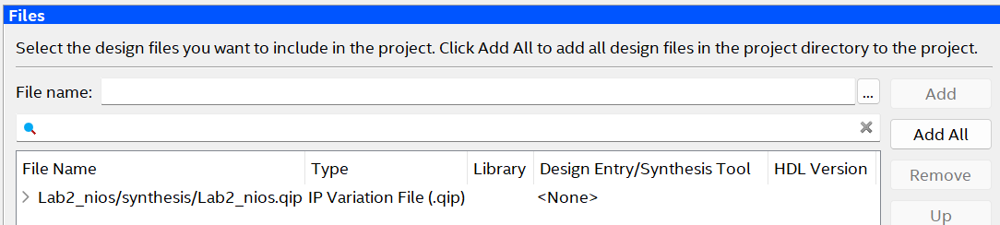 Files
Select the design files you want to include in the project. Click Add All to add all design files in the project directory to the project.
File name: ... Add
Add All
File Name Type Library Design Entry/Synthesis Tool HDL Version Remove
Lab2_nios/synthesis/Lab2_nios.qip IP Variation File (.qip) <None>
Up